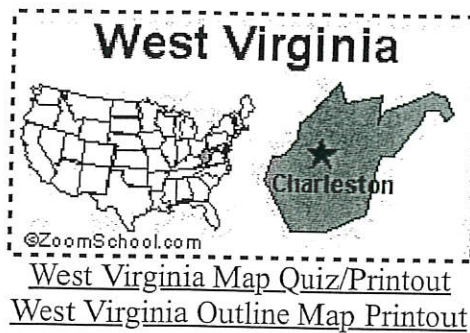 West Virginia
Charleston
©ZoomSchool.com
West Virginia Map Quiz/Printout
West Virginia Outline Map Printout